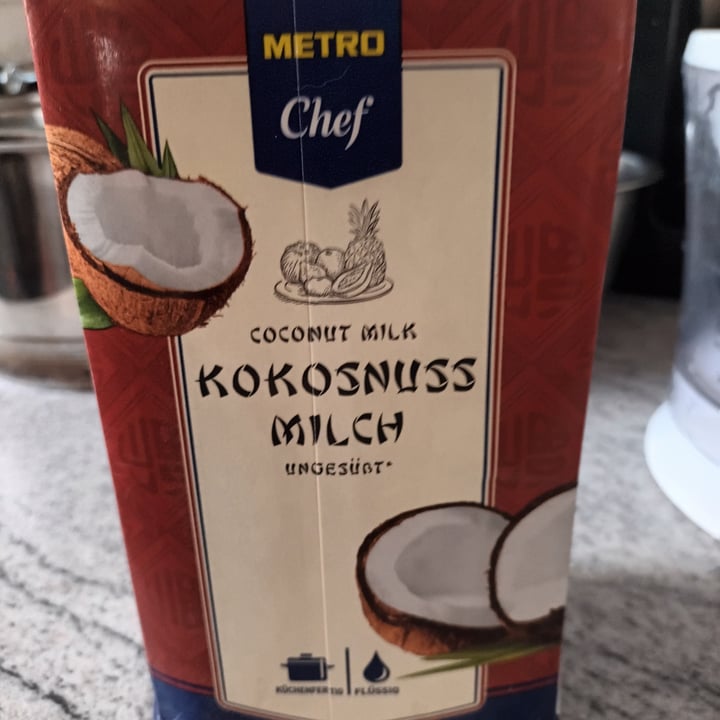 METRO
Chef
COCONUT MILK
KOKOSNUSS
MILCH
UNGESÜẞT*
KÜCHENFERTIG | FLÜSSIG